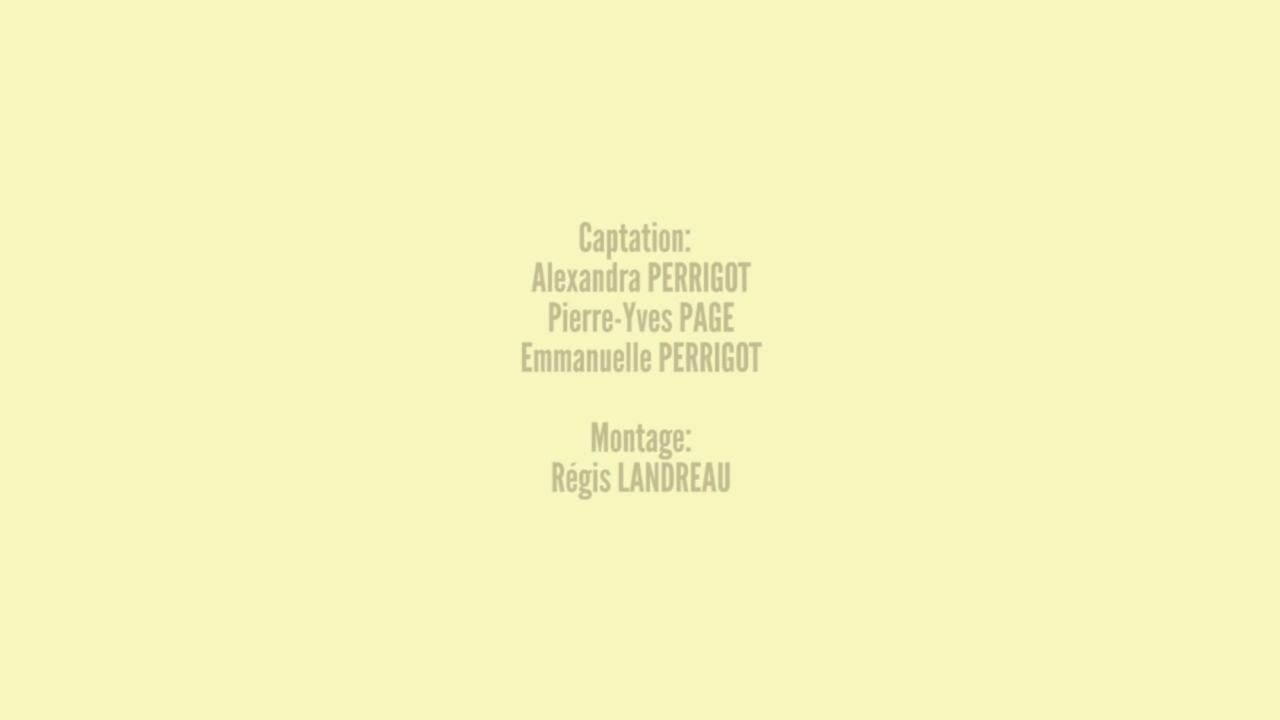 Captation:
Alexandra PERRIGOT
Pierre-Yves PAGE
Emmanuelle PERRIGOT
Montage:
Régis LANDREAU